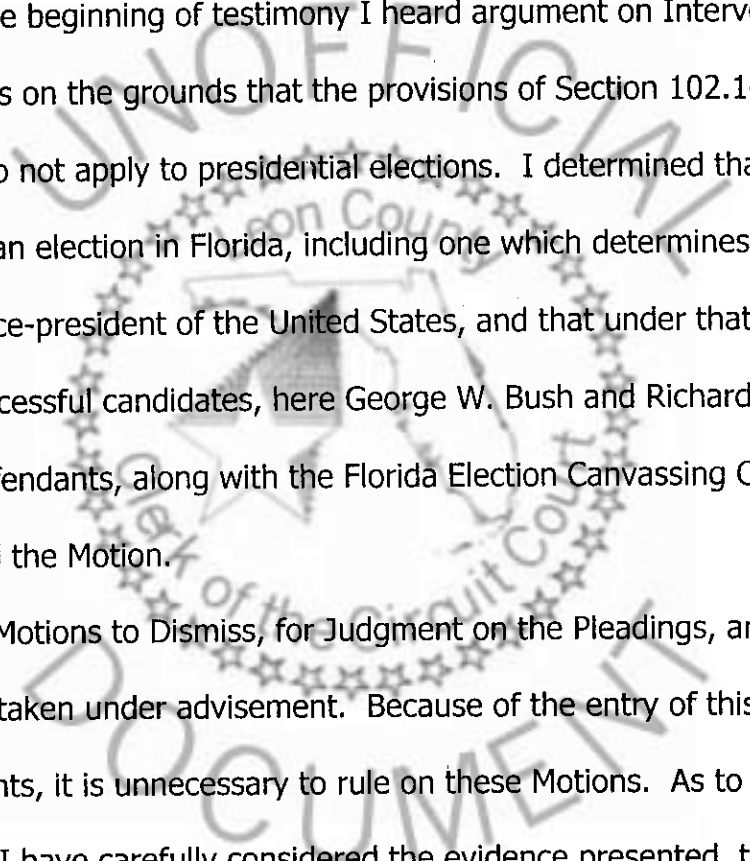 e beginning of testimony I heard argument on Interve
s on the grounds that the provisions of Section 102.1
o not apply to presidential elections. I determined tha
an election in Florida, including one which determines
ce-president of the United States, and that under that
ccessful candidates, here George W. Bush and Richard
fendants, along with the Florida Election Canvassing C
the Motion.
Motions to Dismiss, for Judgment on the Pleadings, an
taken under advisement. Because of the entry of this
nts, it is unnecessary to rule on these Motions. As to
I have carefully considered the evidence presented, t
UNOFFICIAL
eon County
Clerk of the Circuit Court
DOCUMENT